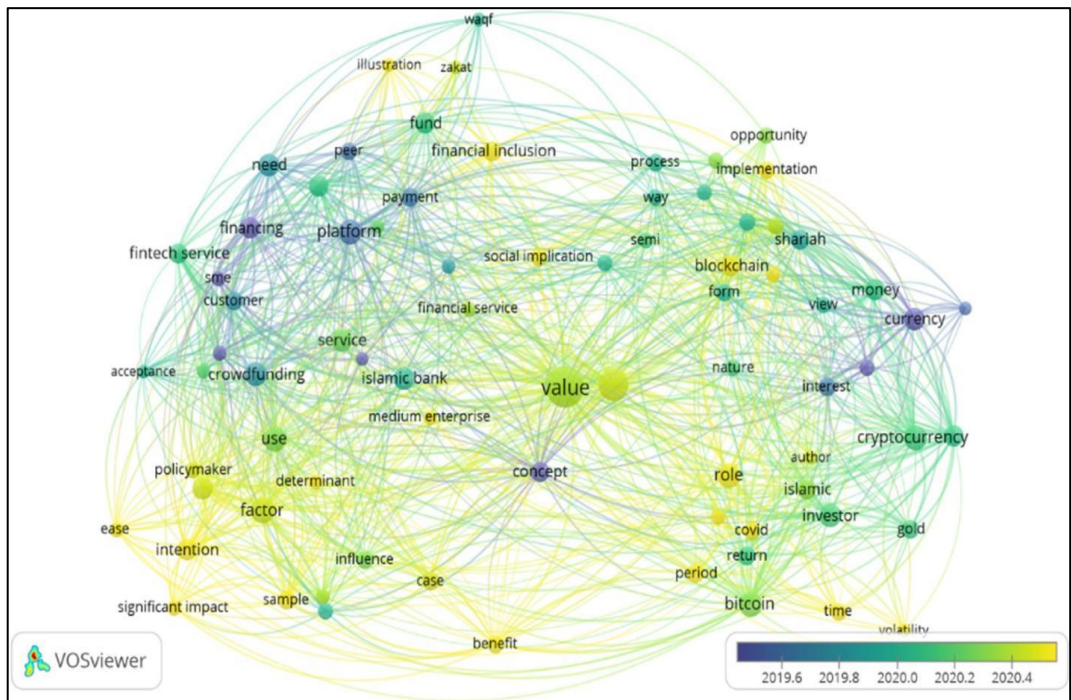 waqf
illustration
zakat
fund
opportunity
need
peer
financial inclusion
process
implementation
payment
way
financing
platform
semi
shariah
fintech service
social implication
blockchain
sme
customer
form
view
money
financial service
currency
service
acceptance
crowdfunding
islamic bank
value
nature
interest
medium enterprise
use
cryptocurrency
policymaker
determinant
concept
role
author
islamic
factor
investor
ease
covid
gold
intention
influence
return
case
period
significant impact
sample
bitcoin
time
benefit
volatility
VOSviewer
2019.6 2019.8 2020.0 2020.2 2020.4